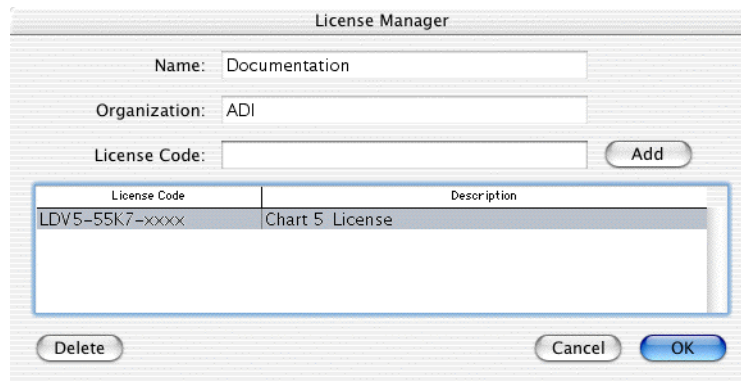 License Manager
Name: Documentation
Organization: ADI
License Code:
Add
License Code Description
LDV5-55K7-xxxx Chart 5 License
Delete Cancel OK